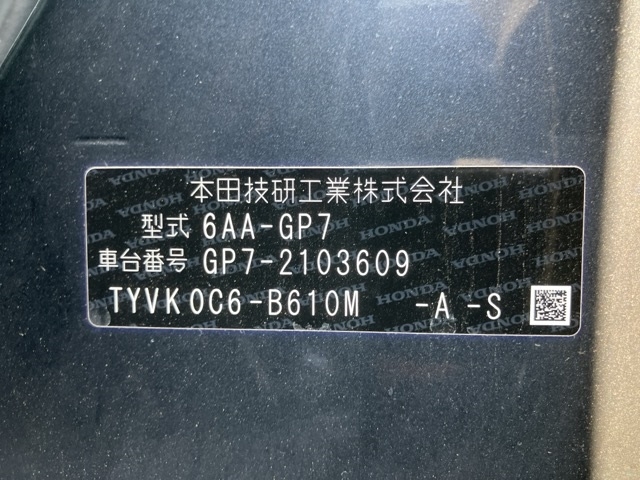 本田技研工業株式会社
型式 6AA-GP7
車台番号 GP7-2103609
TYVK0C6-B610M -A -S